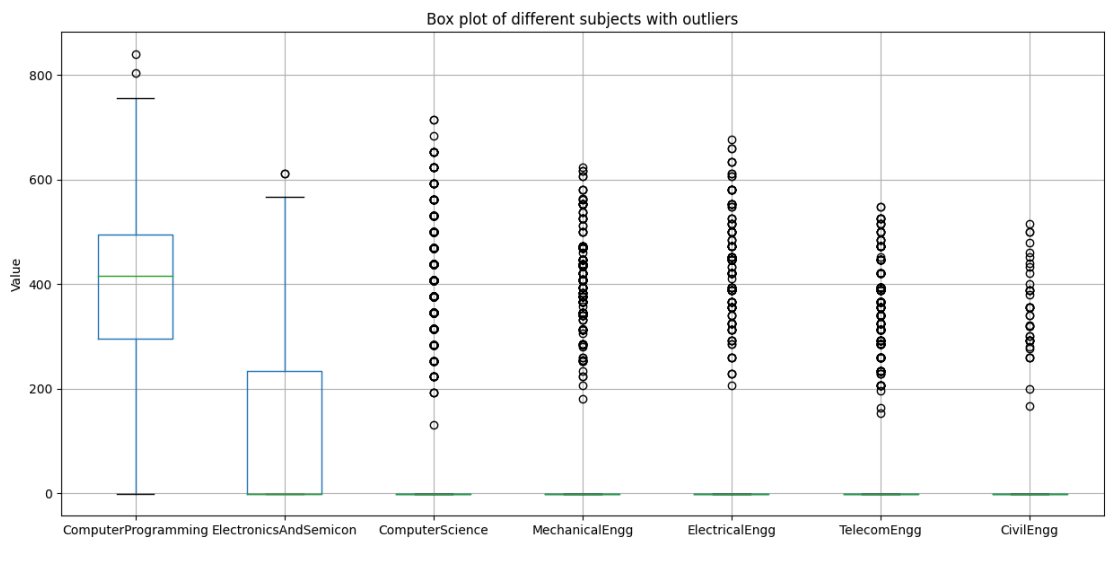 Box plot of different subjects with outliers
Value
800
600
400
200
0
ComputerProgramming ElectronicsAndSemicon ComputerScience MechanicalEngg ElectricalEngg TelecomEngg CivilEngg